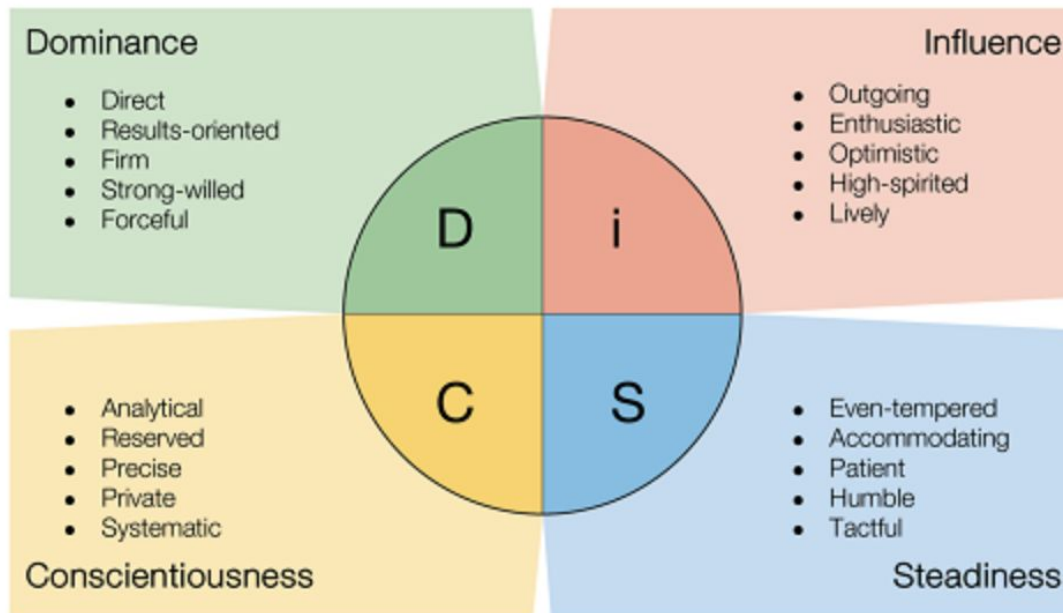 Dominance
• Direct
• Results-oriented
• Firm
• Strong-willed
• Forceful
Influence
• Outgoing
• Enthusiastic
• Optimistic
• High-spirited
• Lively
D
i
C
S
• Analytical
• Reserved
• Precise
• Private
• Systematic
Conscientiousness
• Even-tempered
• Accommodating
• Patient
• Humble
• Tactful
Steadiness